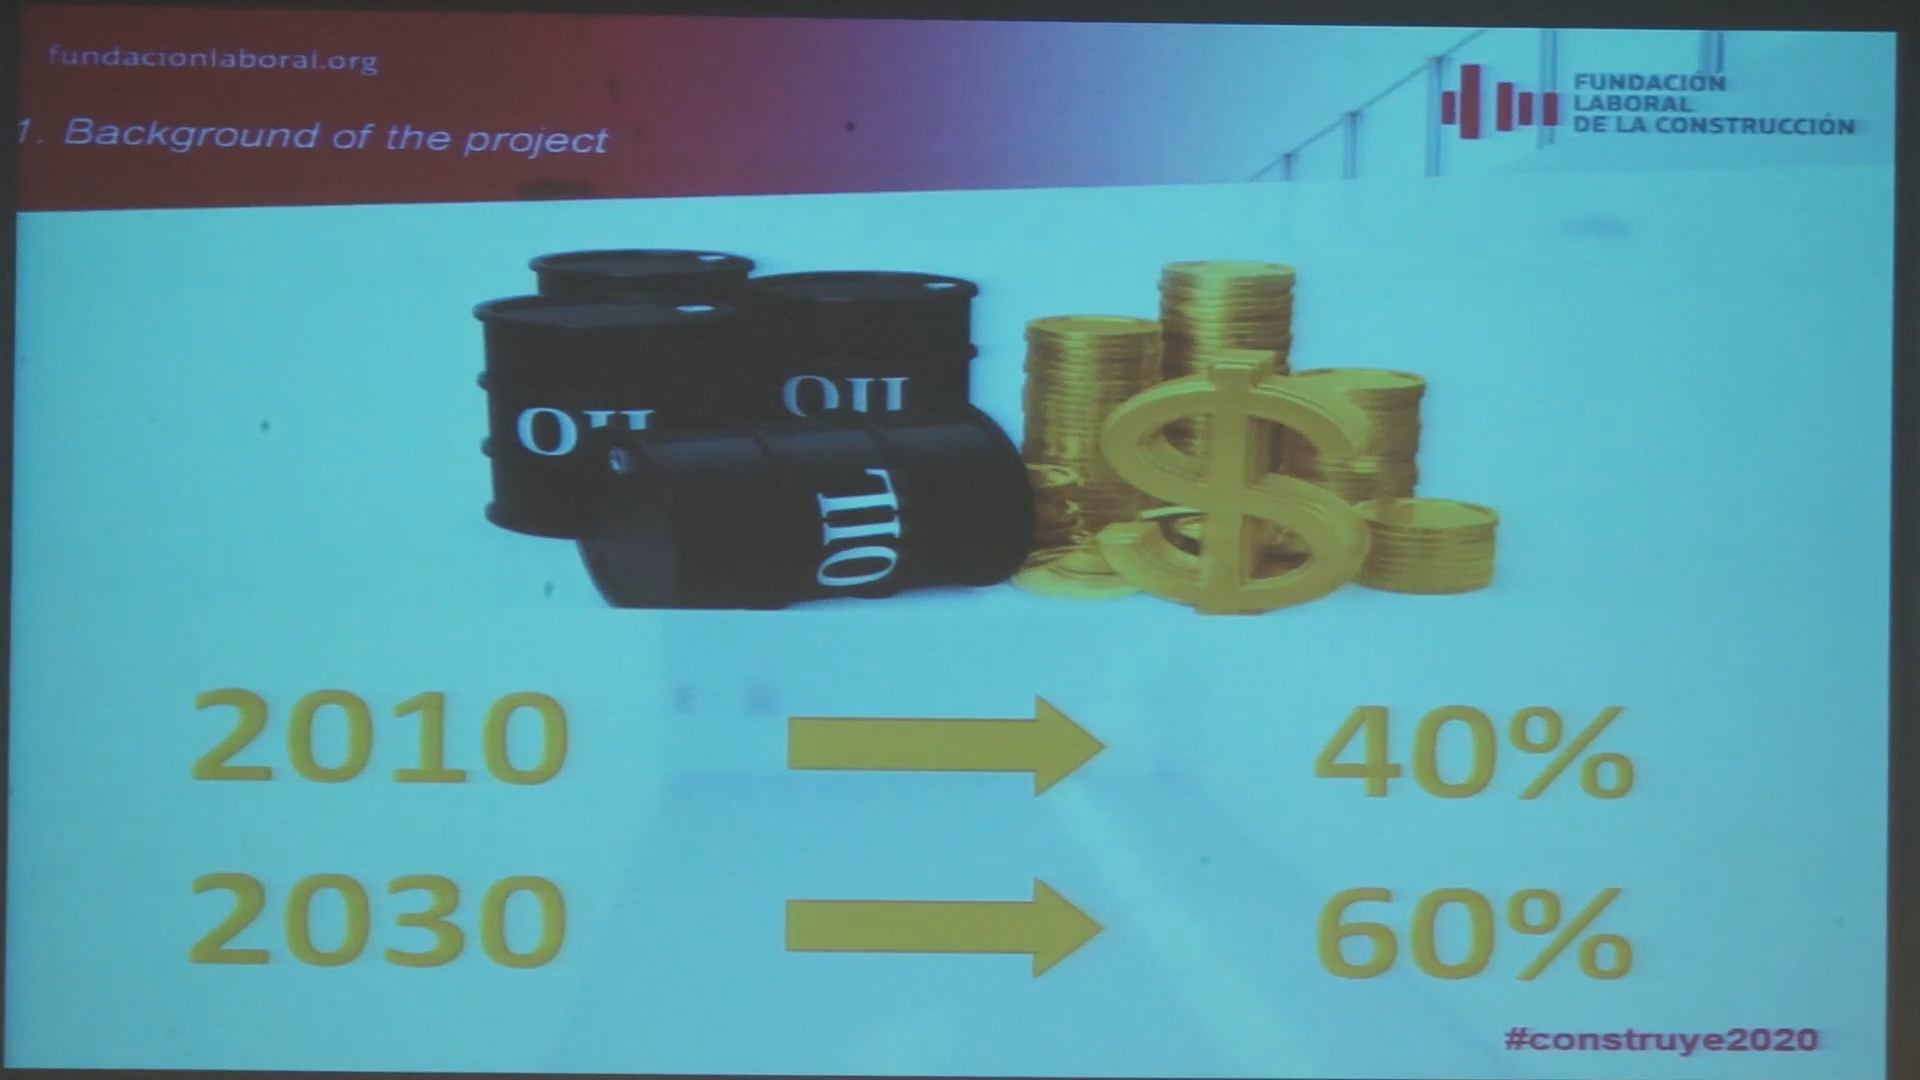 fundacionlaboral.org
1. Background of the project
FUNDACIÓN
LABORAL
DE LA CONSTRUCCIÓN
OIL
OIL
OIL
2010
40%
2030
60%
#construye2020